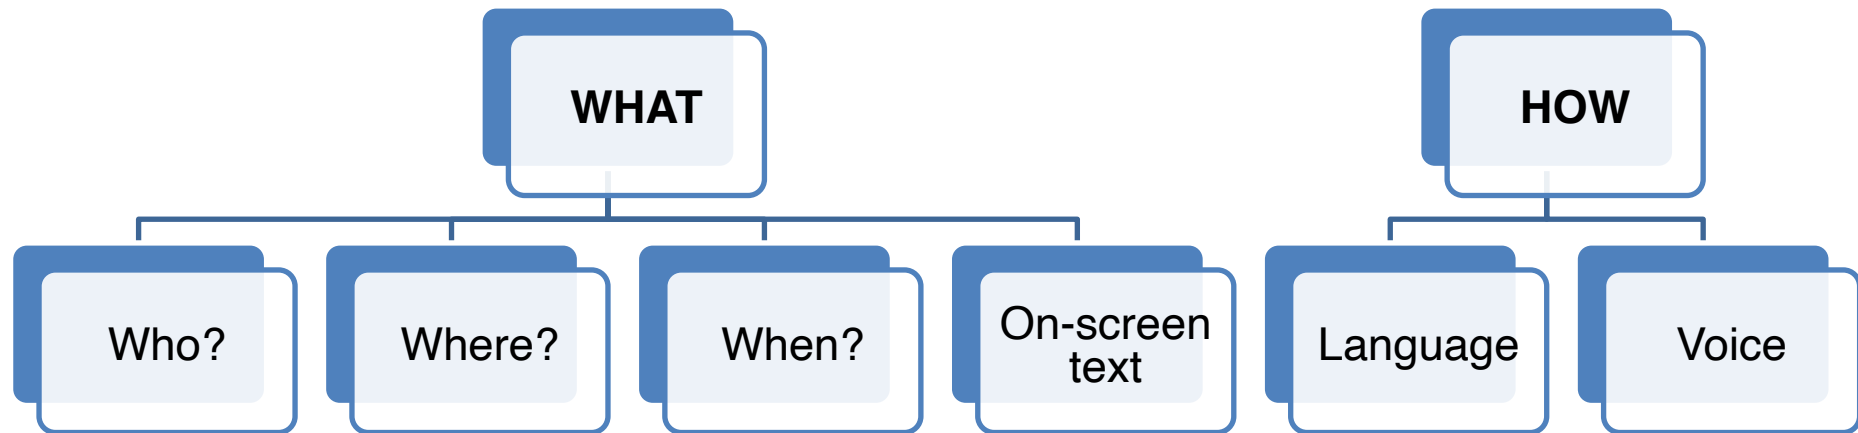 WHAT
HOW
Who?
Where?
When?
On-screen
text
Language
Voice